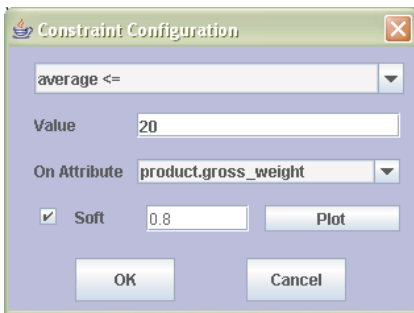 Constraint Configuration
average <=
Value 20
On Attribute product.gross_weight
Soft 0.8 Plot
OK Cancel